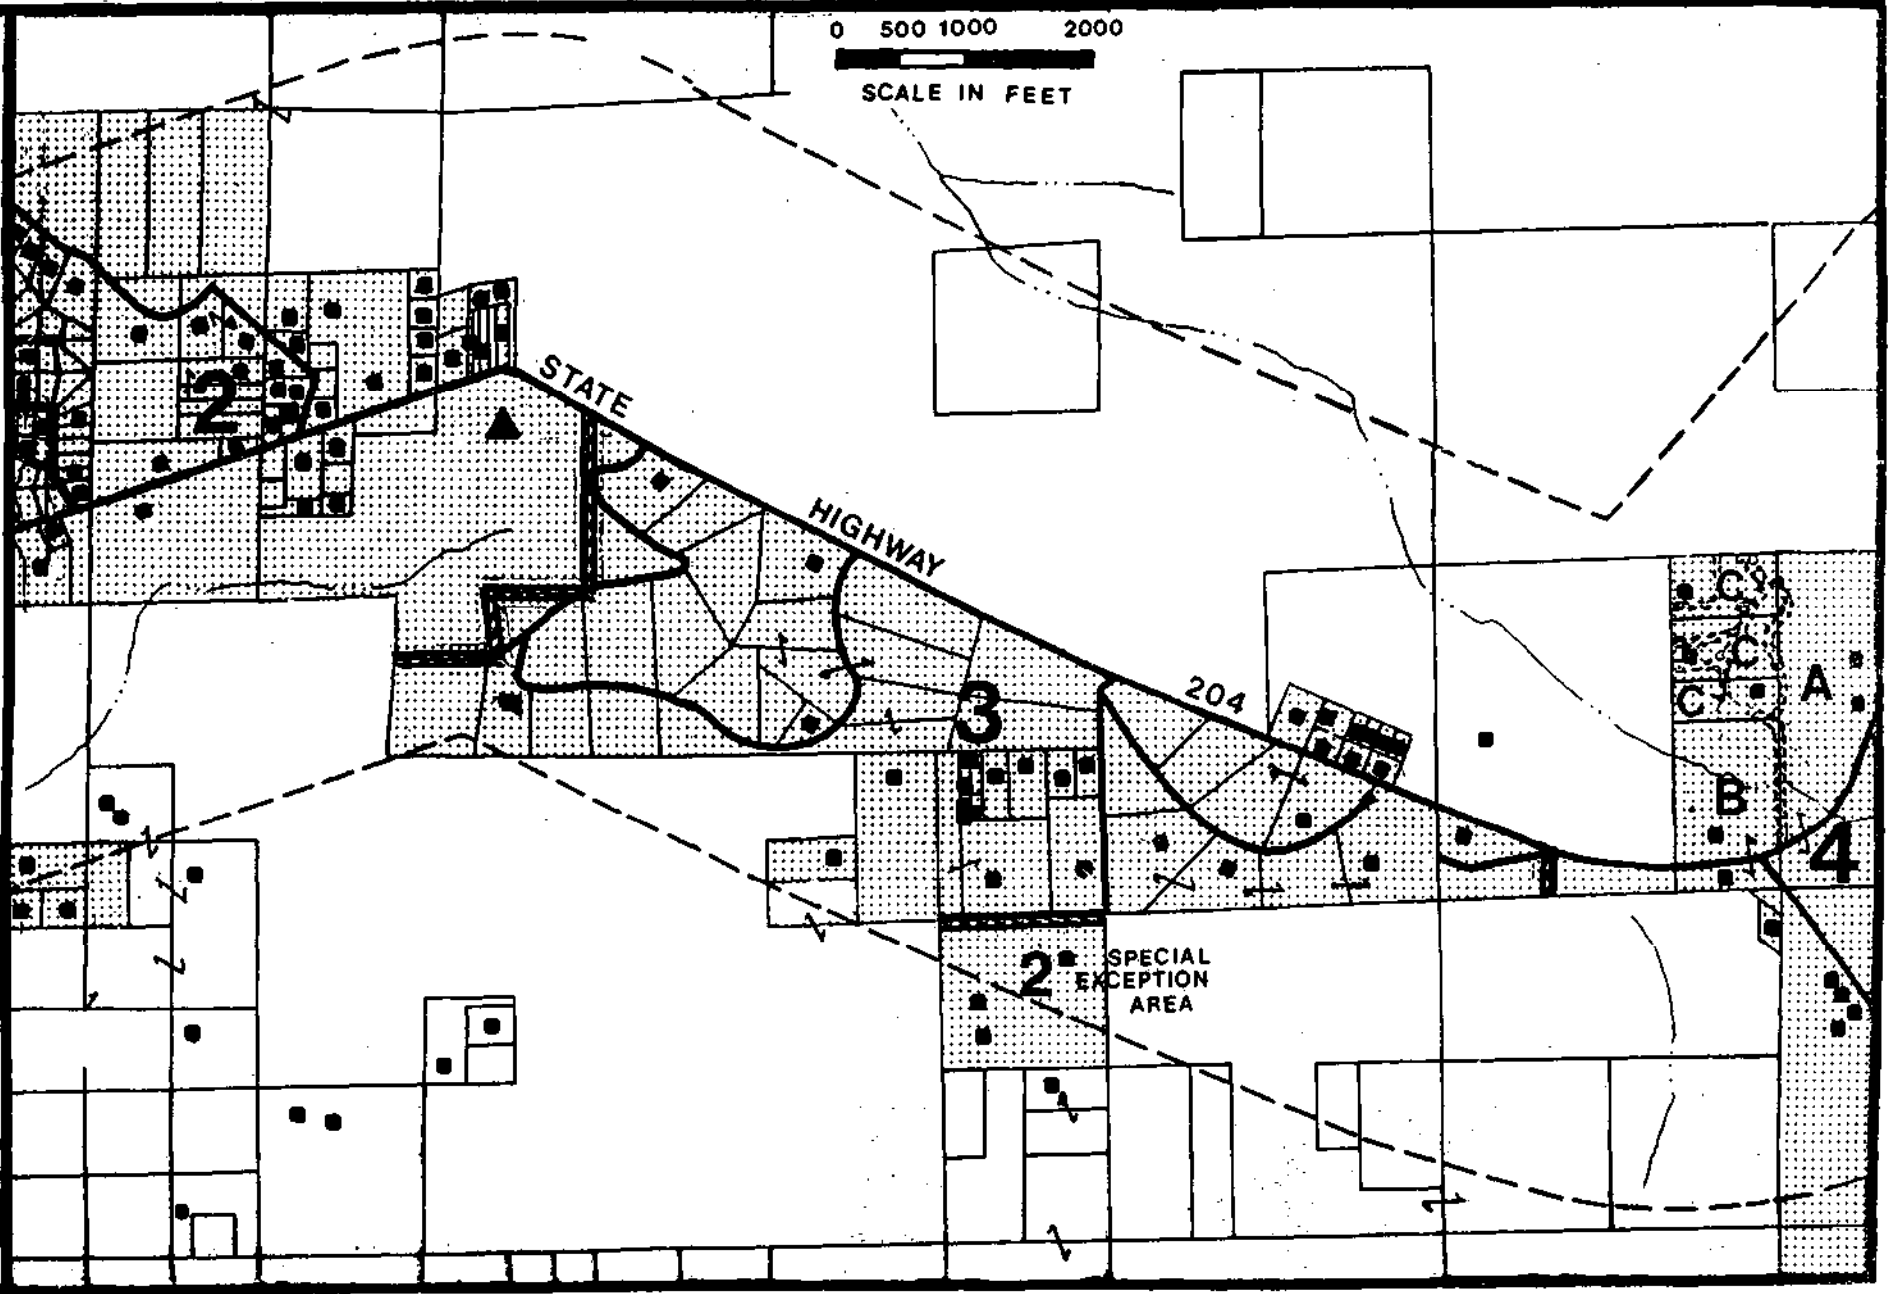 0 500 1000 2000
SCALE IN FEET
STATE
HIGHWAY
204
2
3
C
C
C
A
B
4
2
SPECIAL
EXCEPTION
AREA